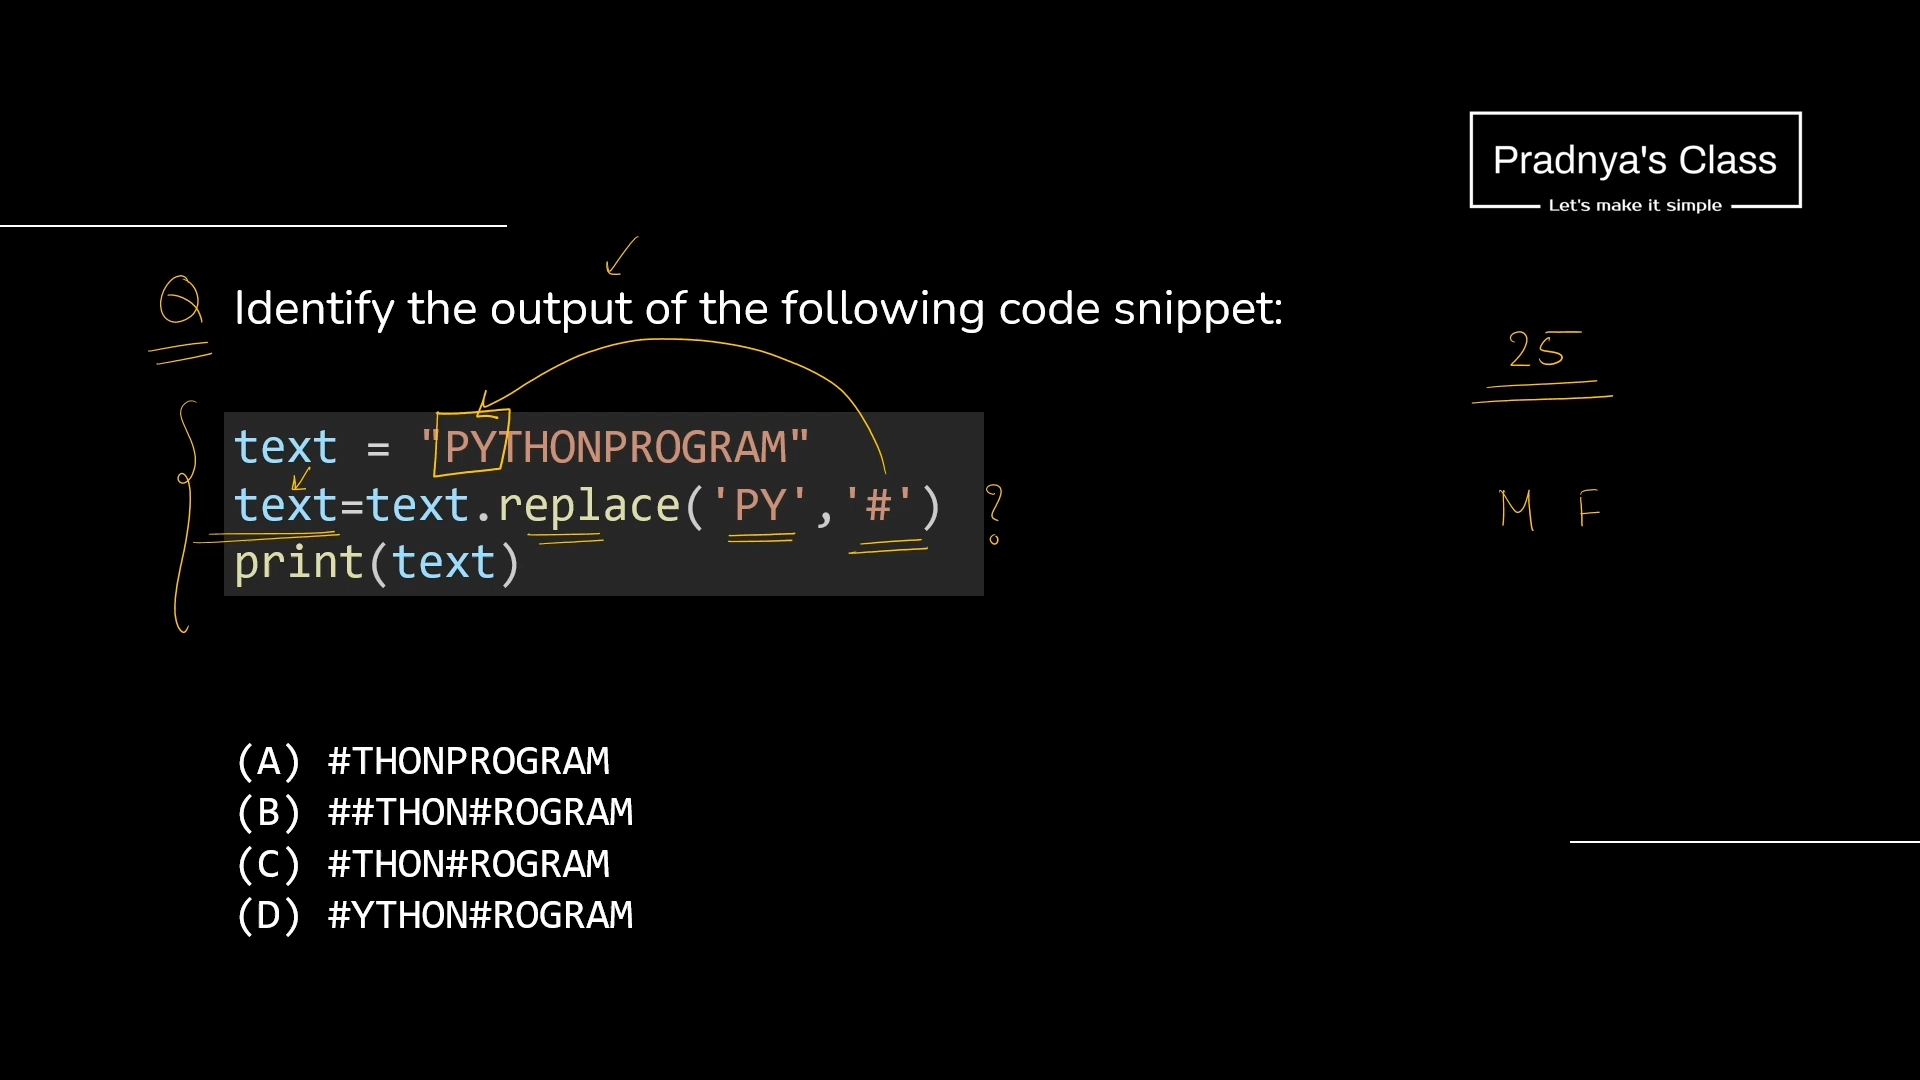 Pradnya's Class
Let's make it simple
Q Identify the output of the following code snippet:
25
text = "PYTHONPROGRAM"
text=text.replace('PY','#') ?
M F
print(text)
(A) #THONPROGRAM
(B) ##THON#ROGRAM
(C) #THON#ROGRAM
(D) #YTHON#ROGRAM